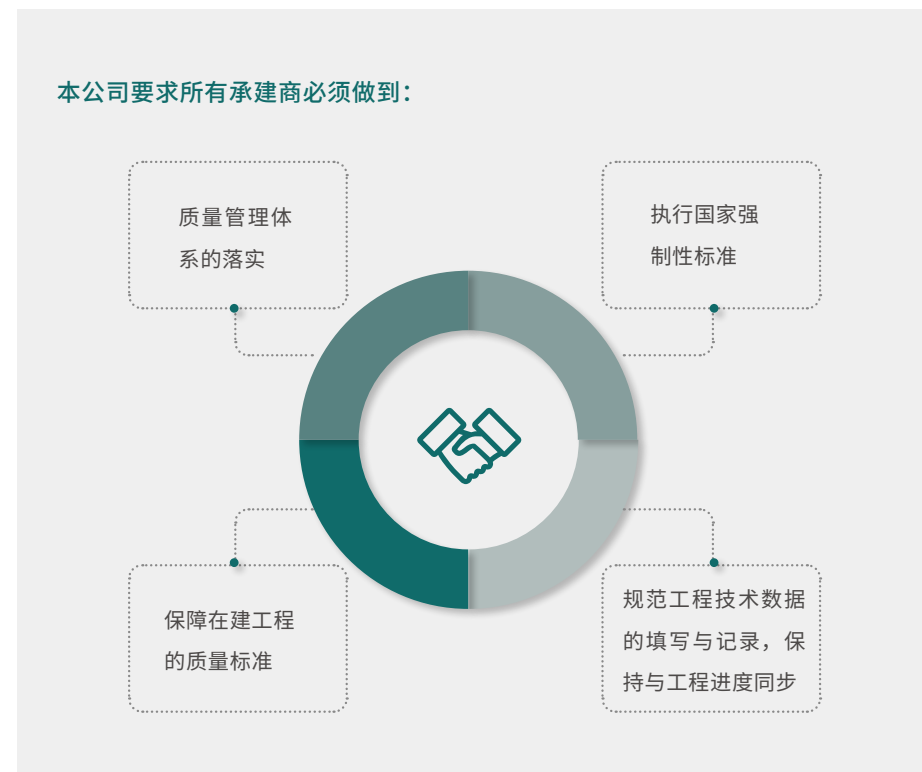 本公司要求所有承建商必须做到：
质量管理体
系的落实
执行国家强
制性标准
保障在建工程
的质量标准
规范工程技术数据
的填写与记录，保
持与工程进度同步